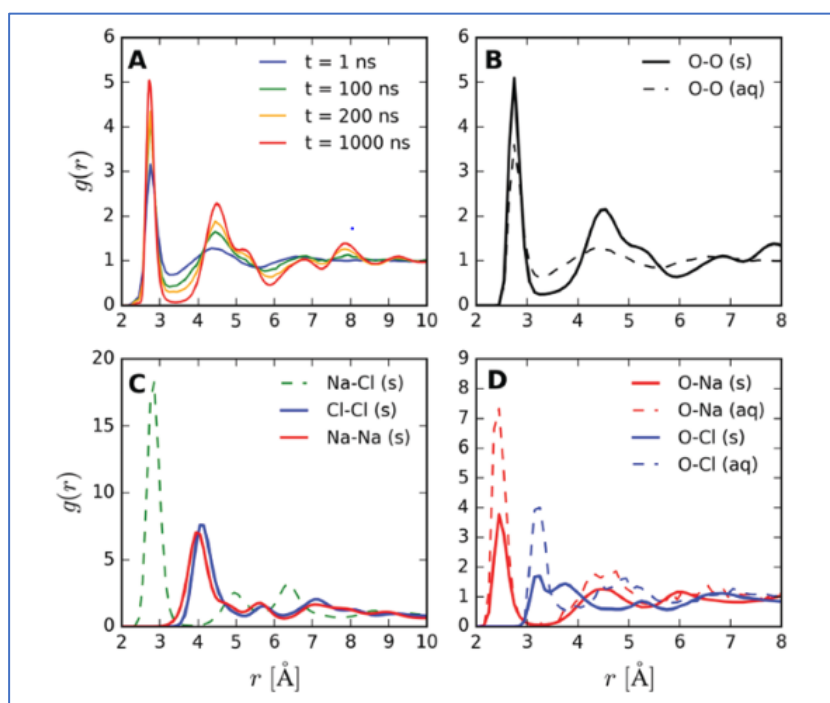 A
t = 1 ns
t = 100 ns
t = 200 ns
t = 1000 ns
g(r)
6
5
4
3
2
1
0
2 3 4 5 6 7 8 9 10
B
O-O (s)
O-O (aq)
6
5
4
3
2
1
0
2 3 4 5 6 7 8
C
Na-Cl (s)
Cl-Cl (s)
Na-Na (s)
g(r)
20
15
10
5
0
2 3 4 5 6 7 8 9 10
r [Å]
D
O-Na (s)
O-Na (aq)
O-Cl (s)
O-Cl (aq)
9
8
7
6
5
4
3
2
1
0
2 3 4 5 6 7 8
r [Å]